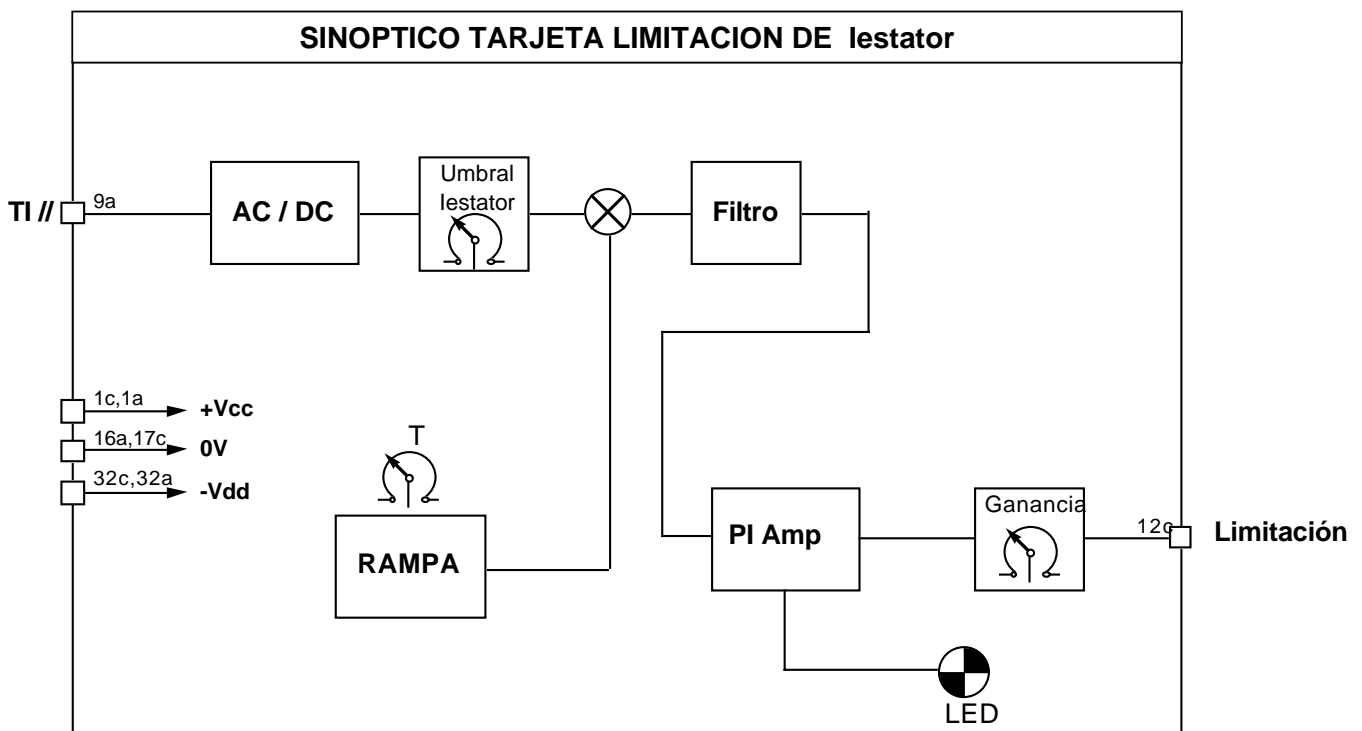 SINOPTICO TARJETA LIMITACION DE Iestator
TI //
9a
AC / DC
Umbral
Iestator
Filtro
1c,1a
+Vcc
16a,17c
0V
32c,32a
-Vdd
T
RAMPA
PI Amp
Ganancia
12c
Limitación
LED